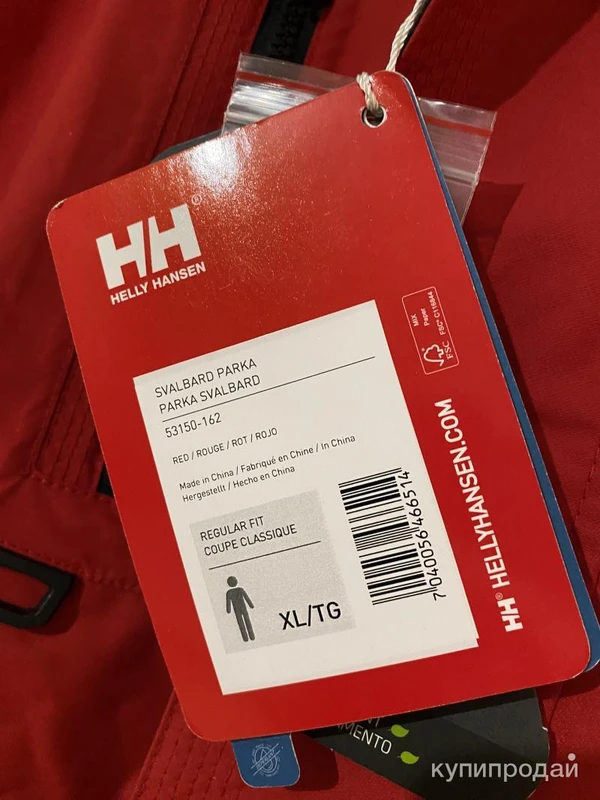 HH®
HELLY HANSEN
MIX
Paper
FSC® C116844
FSC
SVALBARD PARKA
PARKA SVALBARD
53150-162
RED / ROUGE / ROT / ROJO
Made in China / Fabriqué en Chine / In China
Hergestellt / Hecho en China
REGULAR FIT
COUPE CLASSIQUE
XL/TG
7 040056 466514
HH® HELLYHANSEN.COM
купипродай